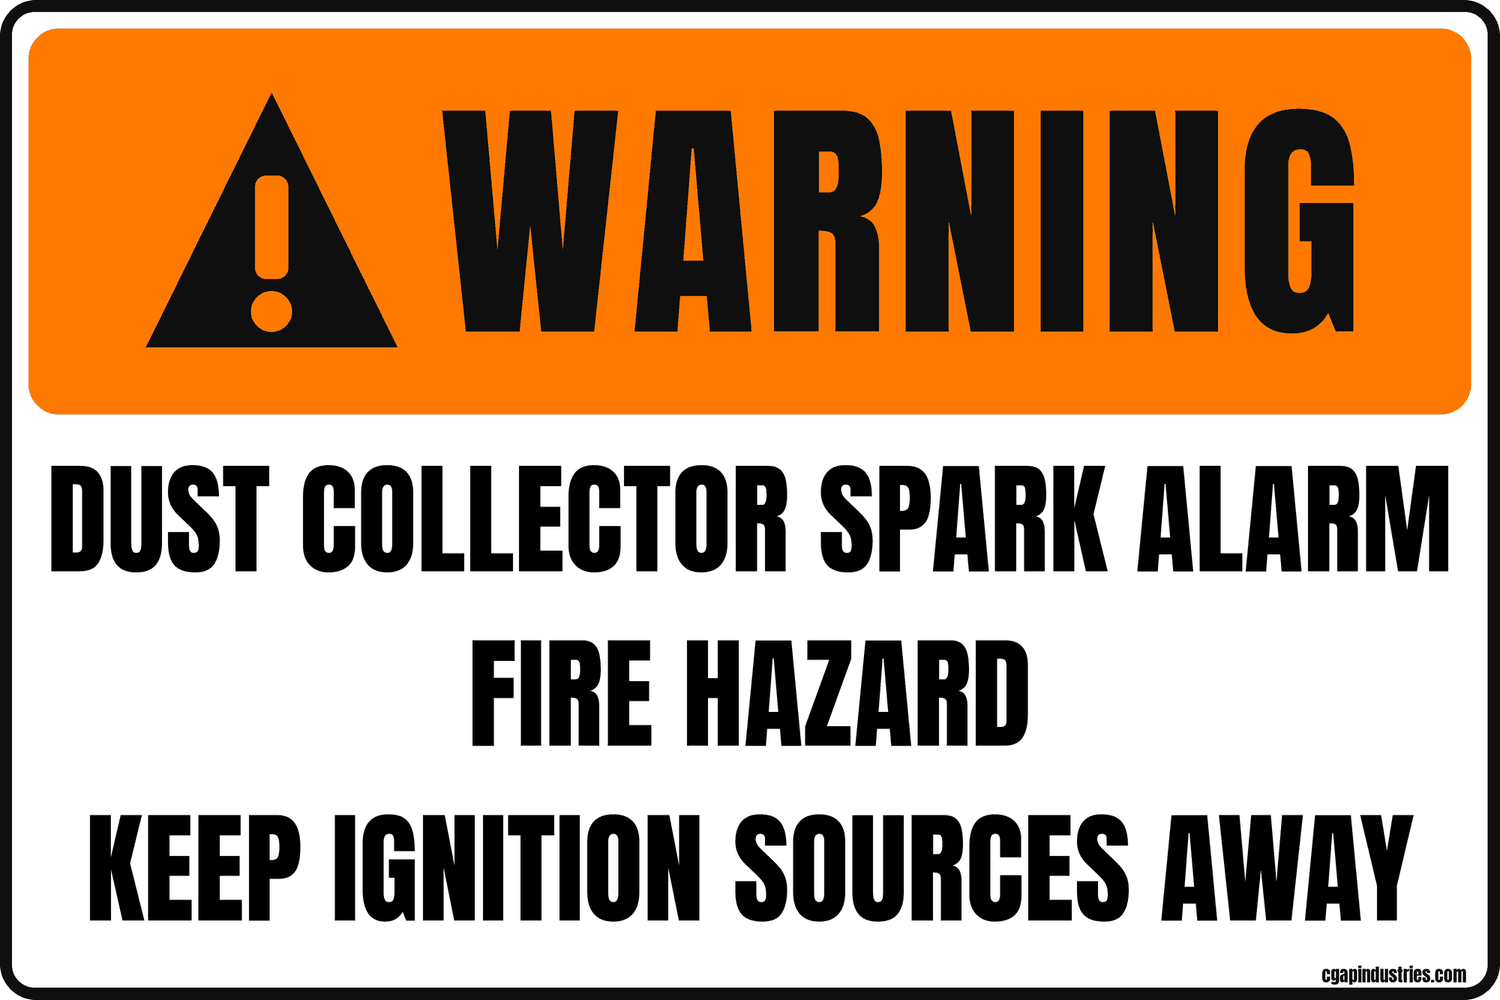 WARNING
DUST COLLECTOR SPARK ALARM
FIRE HAZARD
KEEP IGNITION SOURCES AWAY
cgapindustries.com